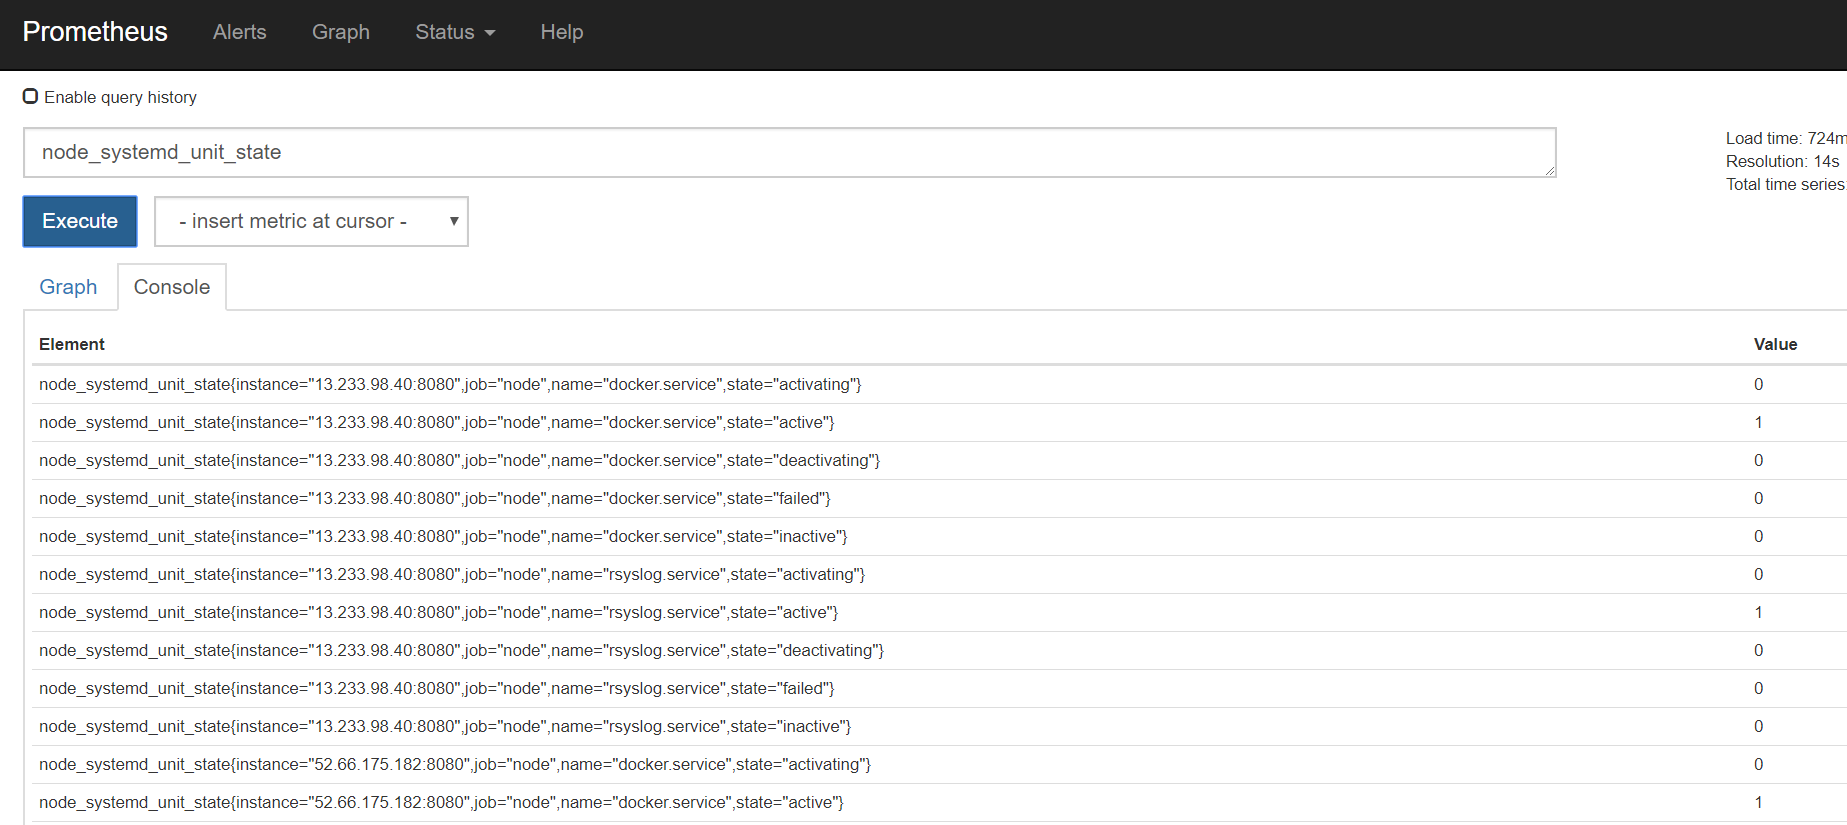 Prometheus Alerts Graph Status Help
Enable query history
node_systemd_unit_state
Load time: 724m
Resolution: 14s
Total time series
Execute - insert metric at cursor -
Graph Console
Element Value
node_systemd_unit_state{instance="13.233.98.40:8080",job="node",name="docker.service",state="activating"} 0
node_systemd_unit_state{instance="13.233.98.40:8080",job="node",name="docker.service",state="active"} 1
node_systemd_unit_state{instance="13.233.98.40:8080",job="node",name="docker.service",state="deactivating"} 0
node_systemd_unit_state{instance="13.233.98.40:8080",job="node",name="docker.service",state="failed"} 0
node_systemd_unit_state{instance="13.233.98.40:8080",job="node",name="docker.service",state="inactive"} 0
node_systemd_unit_state{instance="13.233.98.40:8080",job="node",name="rsyslog.service",state="activating"} 0
node_systemd_unit_state{instance="13.233.98.40:8080",job="node",name="rsyslog.service",state="active"} 1
node_systemd_unit_state{instance="13.233.98.40:8080",job="node",name="rsyslog.service",state="deactivating"} 0
node_systemd_unit_state{instance="13.233.98.40:8080",job="node",name="rsyslog.service",state="failed"} 0
node_systemd_unit_state{instance="13.233.98.40:8080",job="node",name="rsyslog.service",state="inactive"} 0
node_systemd_unit_state{instance="52.66.175.182:8080",job="node",name="docker.service",state="activating"} 0
node_systemd_unit_state{instance="52.66.175.182:8080",job="node",name="docker.service",state="active"} 1